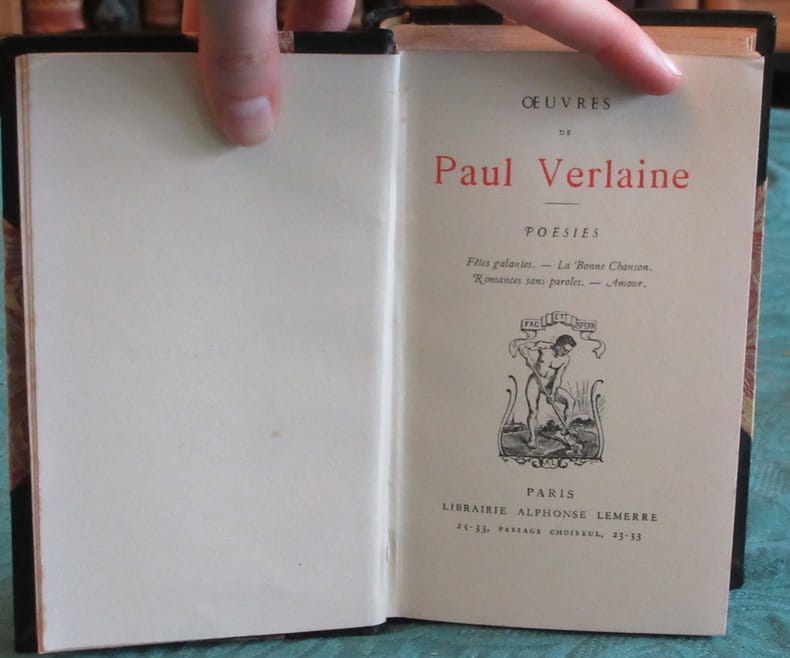 ŒUVRES
DE
Paul Verlaine
POÉSIES
Fêtes galantes. — La Bonne Chanson.
Romances sans paroles. — Amour.
FAC ET SPERA
AL
PARIS
LIBRAIRIE ALPHONSE LEMERRE
23-33, PASSAGE CHOISEUL, 23-33